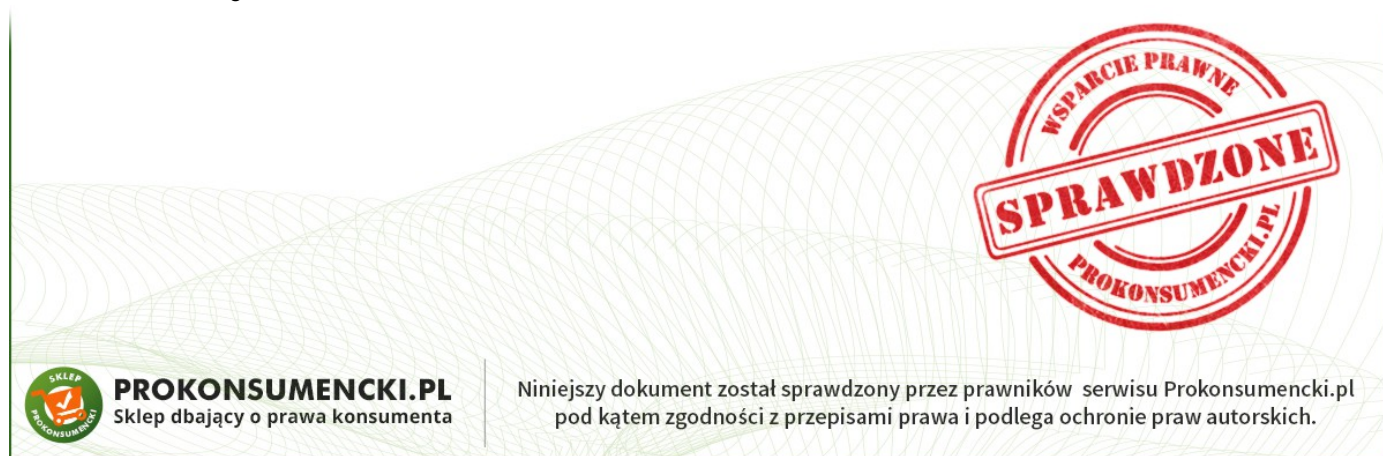 WSPARCIE PRAWNE
SPRAWDZONE
PROKONSUMENCKI.PL
SKLEP
PROKONSUMENCKI
PROKONSUMENCKI.PL
Sklep dbający o prawa konsumenta
Niniejszy dokument został sprawdzony przez prawników serwisu Prokonsumencki.pl
pod kątem zgodności z przepisami prawa i podlega ochronie praw autorskich.